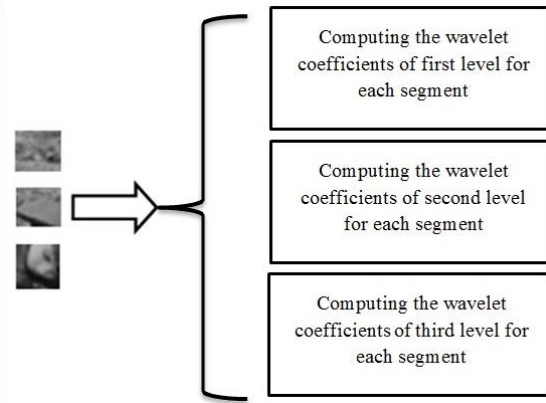 Computing the wavelet
coefficients of first level for
each segment
Computing the wavelet
coefficients of second level
for each segment
Computing the wavelet
coefficients of third level for
each segment